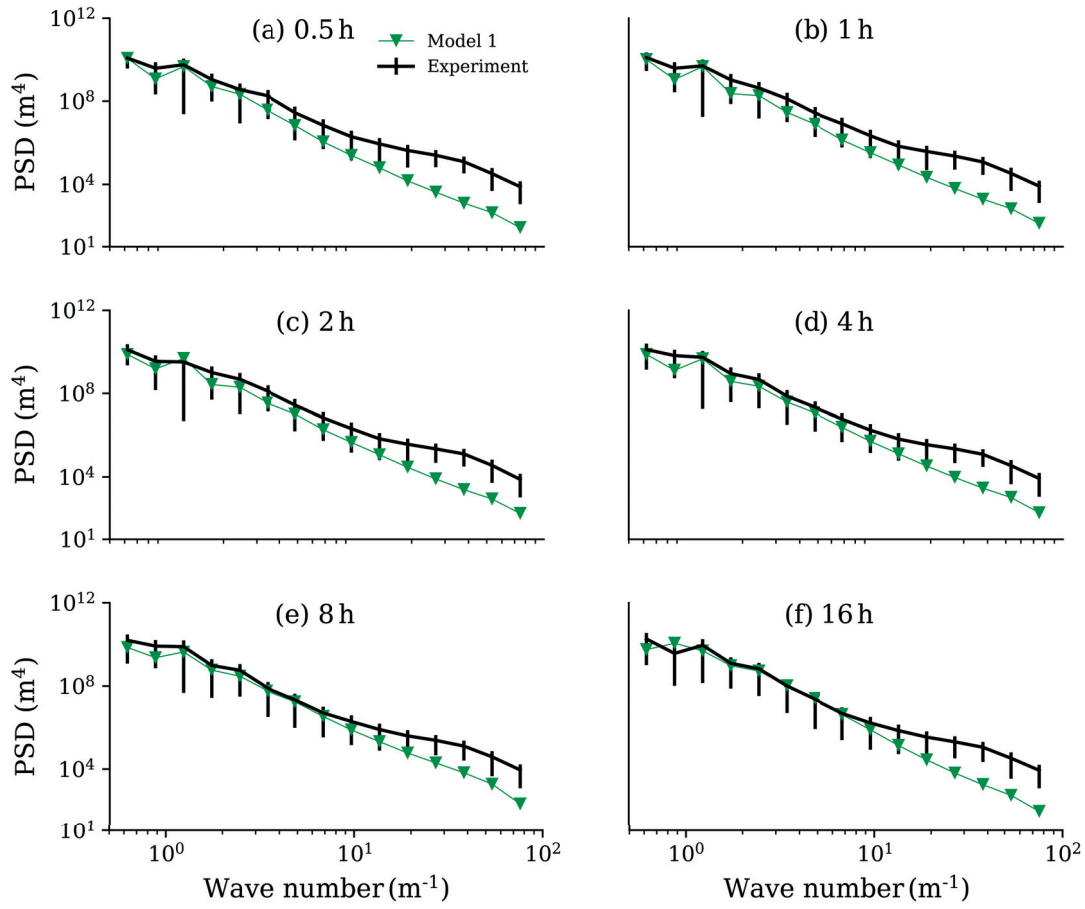 10¹²
(a) 0.5 h
Model 1
Experiment
(b) 1 h
10⁸
PSD (m⁴)
10⁴
10¹
10¹²
(c) 2 h
(d) 4 h
10⁸
PSD (m⁴)
10⁴
10¹
10¹²
(e) 8 h
(f) 16 h
10⁸
PSD (m⁴)
10⁴
10¹
10⁰ 10¹ 10² 10⁰ 10¹ 10²
Wave number (m⁻¹) Wave number (m⁻¹)